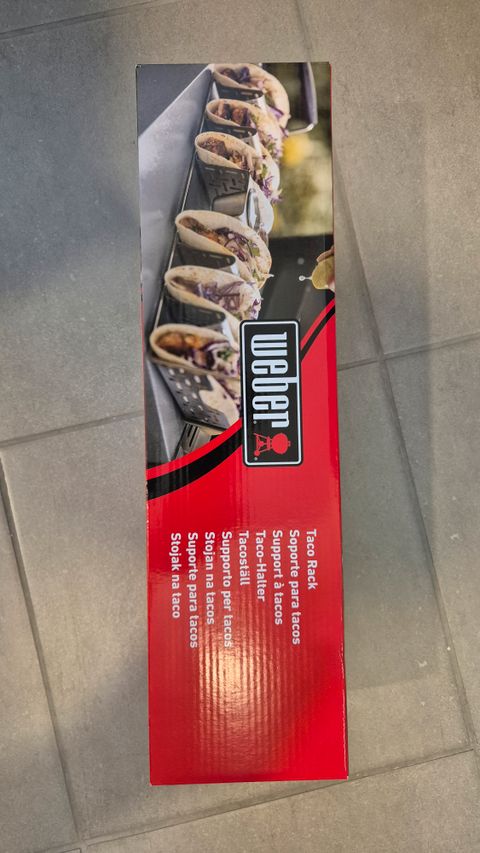 weber
Taco Rack
Soporte para tacos
Support à tacos
Taco-Halter
Tacoställ
Supporto per tacos
Stojan na tacos
Suporte para tacos
Stojak na taco